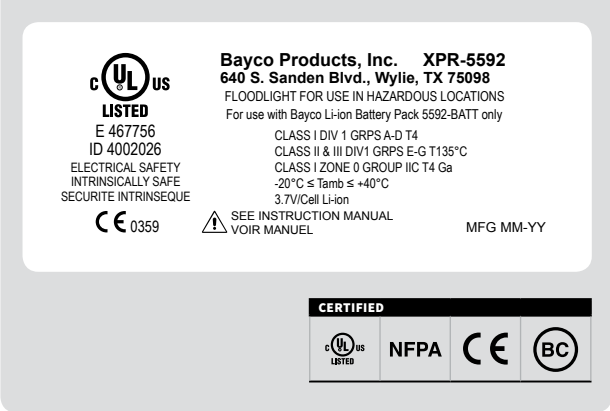 C UL US
LISTED
E 467756
ID 4002026
ELECTRICAL SAFETY
INTRINSICALLY SAFE
SECURITE INTRINSEQUE
CE 0359
Bayco Products, Inc. XPR-5592
640 S. Sanden Blvd., Wylie, TX 75098
FLOODLIGHT FOR USE IN HAZARDOUS LOCATIONS
For use with Bayco Li-ion Battery Pack 5592-BATT only
CLASS I DIV 1 GRPS A-D T4
CLASS II & III DIV1 GRPS E-G T135°C
CLASS I ZONE 0 GROUP IIC T4 Ga
-20°C ≤ Tamb ≤ +40°C
3.7V/Cell Li-ion
SEE INSTRUCTION MANUAL
VOIR MANUEL
MFG MM-YY
CERTIFIED
C UL US
LISTED
NFPA
CE
BC